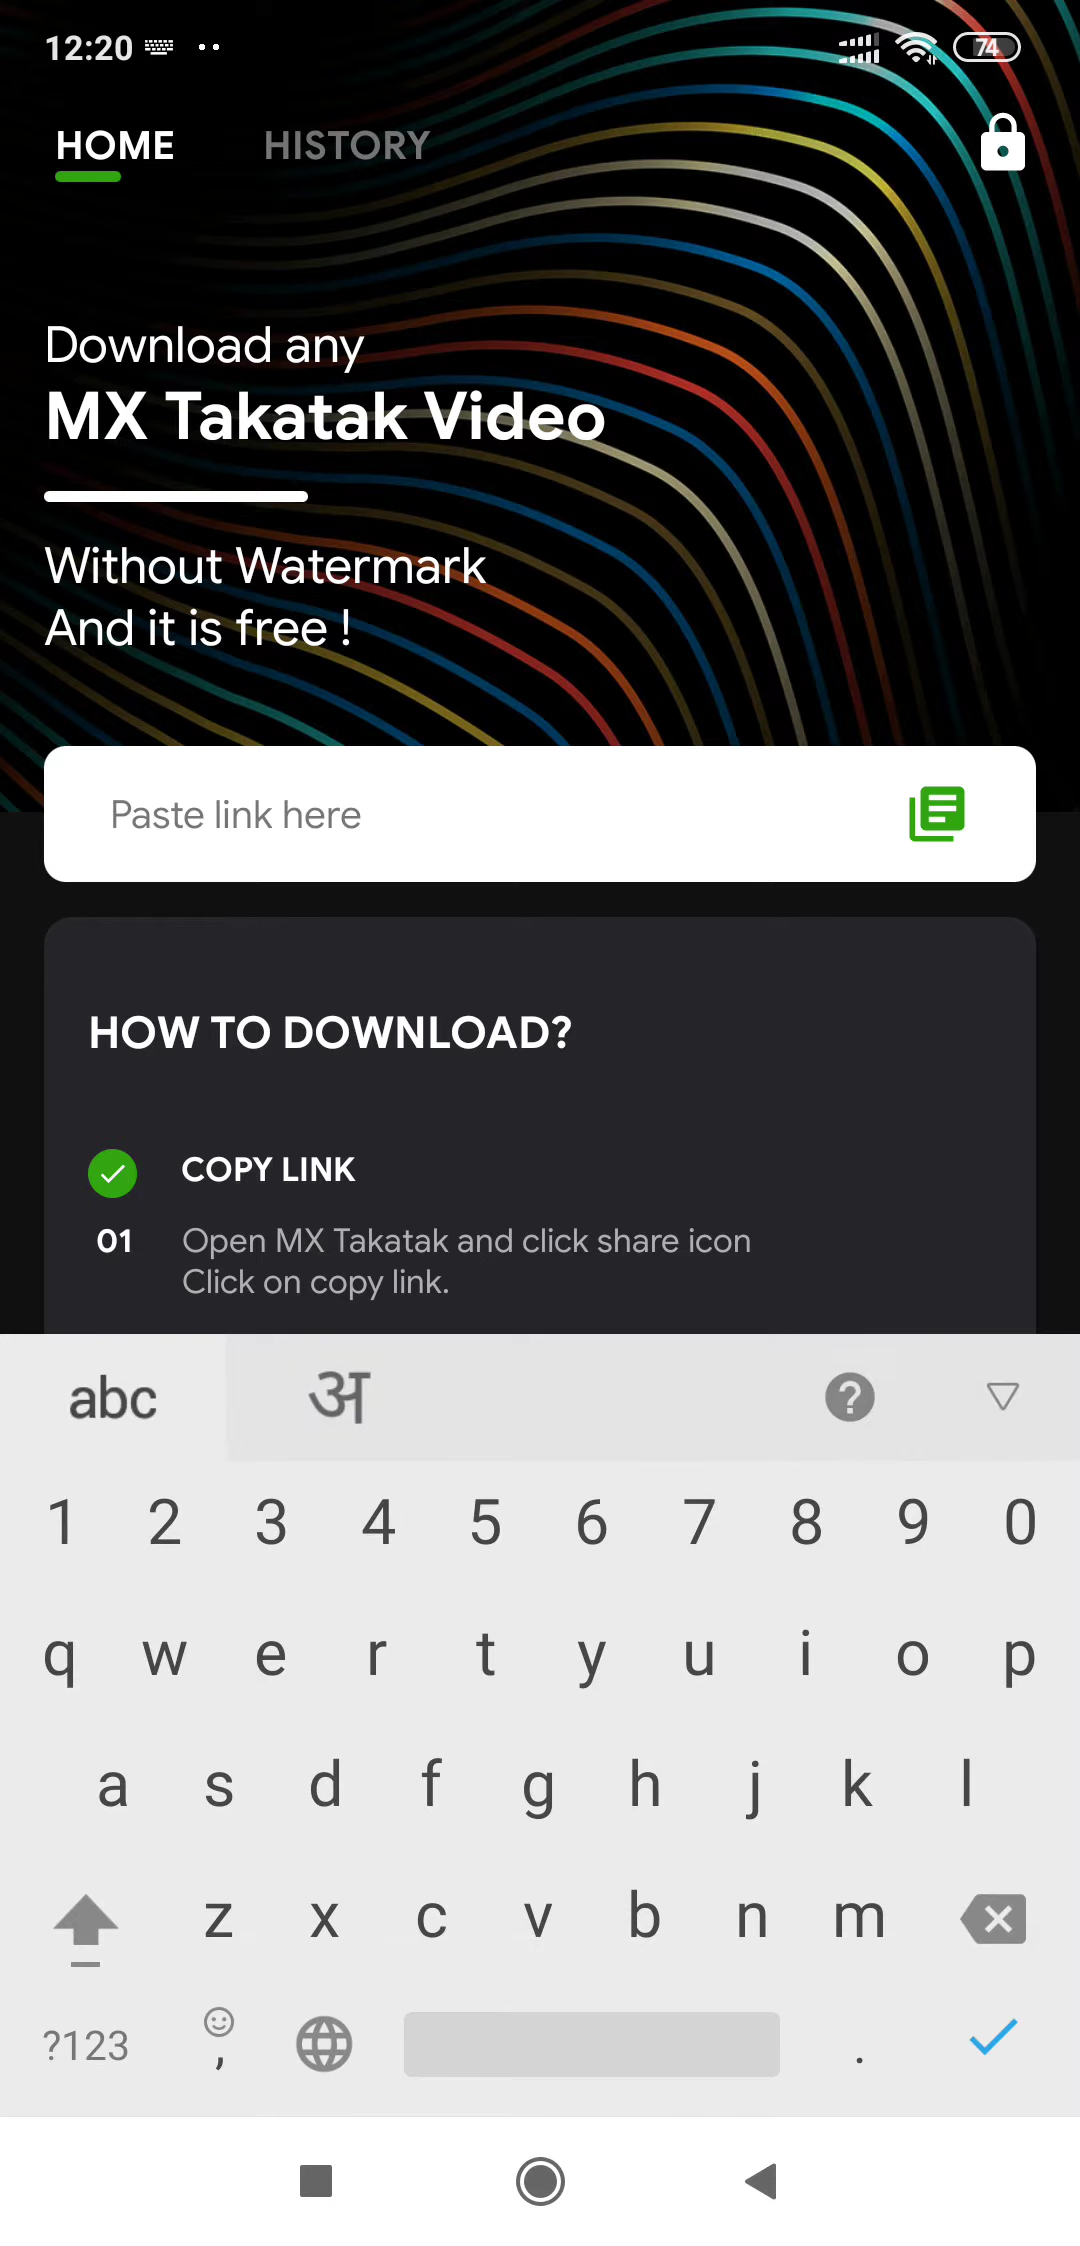 12:20
74
HOME HISTORY
Download any
MX Takatak Video
Without Watermark
And it is free !
Paste link here
HOW TO DOWNLOAD?
COPY LINK
01 Open MX Takatak and click share icon
Click on copy link.
abc अ ?
1 2 3 4 5 6 7 8 9 0
q w e r t y u i o p
a s d f g h j k l
z x c v b n m
?123 , .